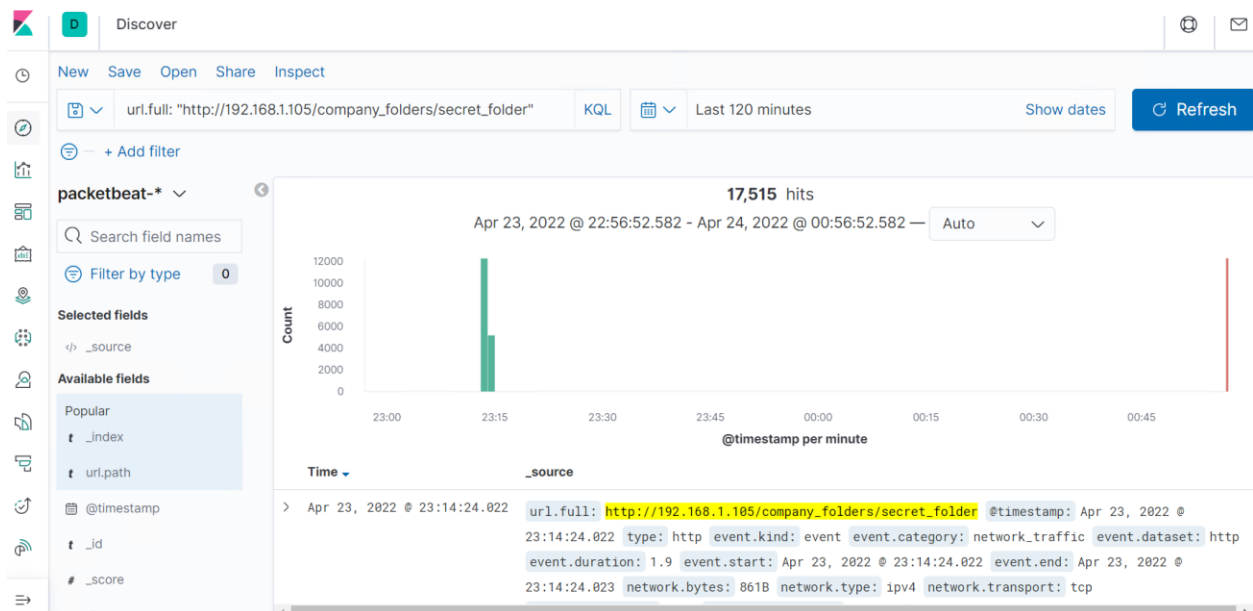 D Discover
New Save Open Share Inspect
url.full: "http://192.168.1.105/company_folders/secret_folder" KQL Last 120 minutes Show dates Refresh
+ Add filter
packetbeat-*
Search field names
Filter by type 0
Selected fields
</> _source
Available fields
Popular
t _index
t url.path
@timestamp
t _id
# _score
17,515 hits
Apr 23, 2022 @ 22:56:52.582 - Apr 24, 2022 @ 00:56:52.582 — Auto
Count
12000
10000
8000
6000
4000
2000
0
23:00 23:15 23:30 23:45 00:00 00:15 00:30 00:45
@timestamp per minute
Time _source
Apr 23, 2022 @ 23:14:24.022 url.full: http://192.168.1.105/company_folders/secret_folder @timestamp: Apr 23, 2022 @
23:14:24.022 type: http event.kind: event event.category: network_traffic event.dataset: http
event.duration: 1.9 event.start: Apr 23, 2022 @ 23:14:24.022 event.end: Apr 23, 2022 @
23:14:24.023 network.bytes: 861B network.type: ipv4 network.transport: tcp